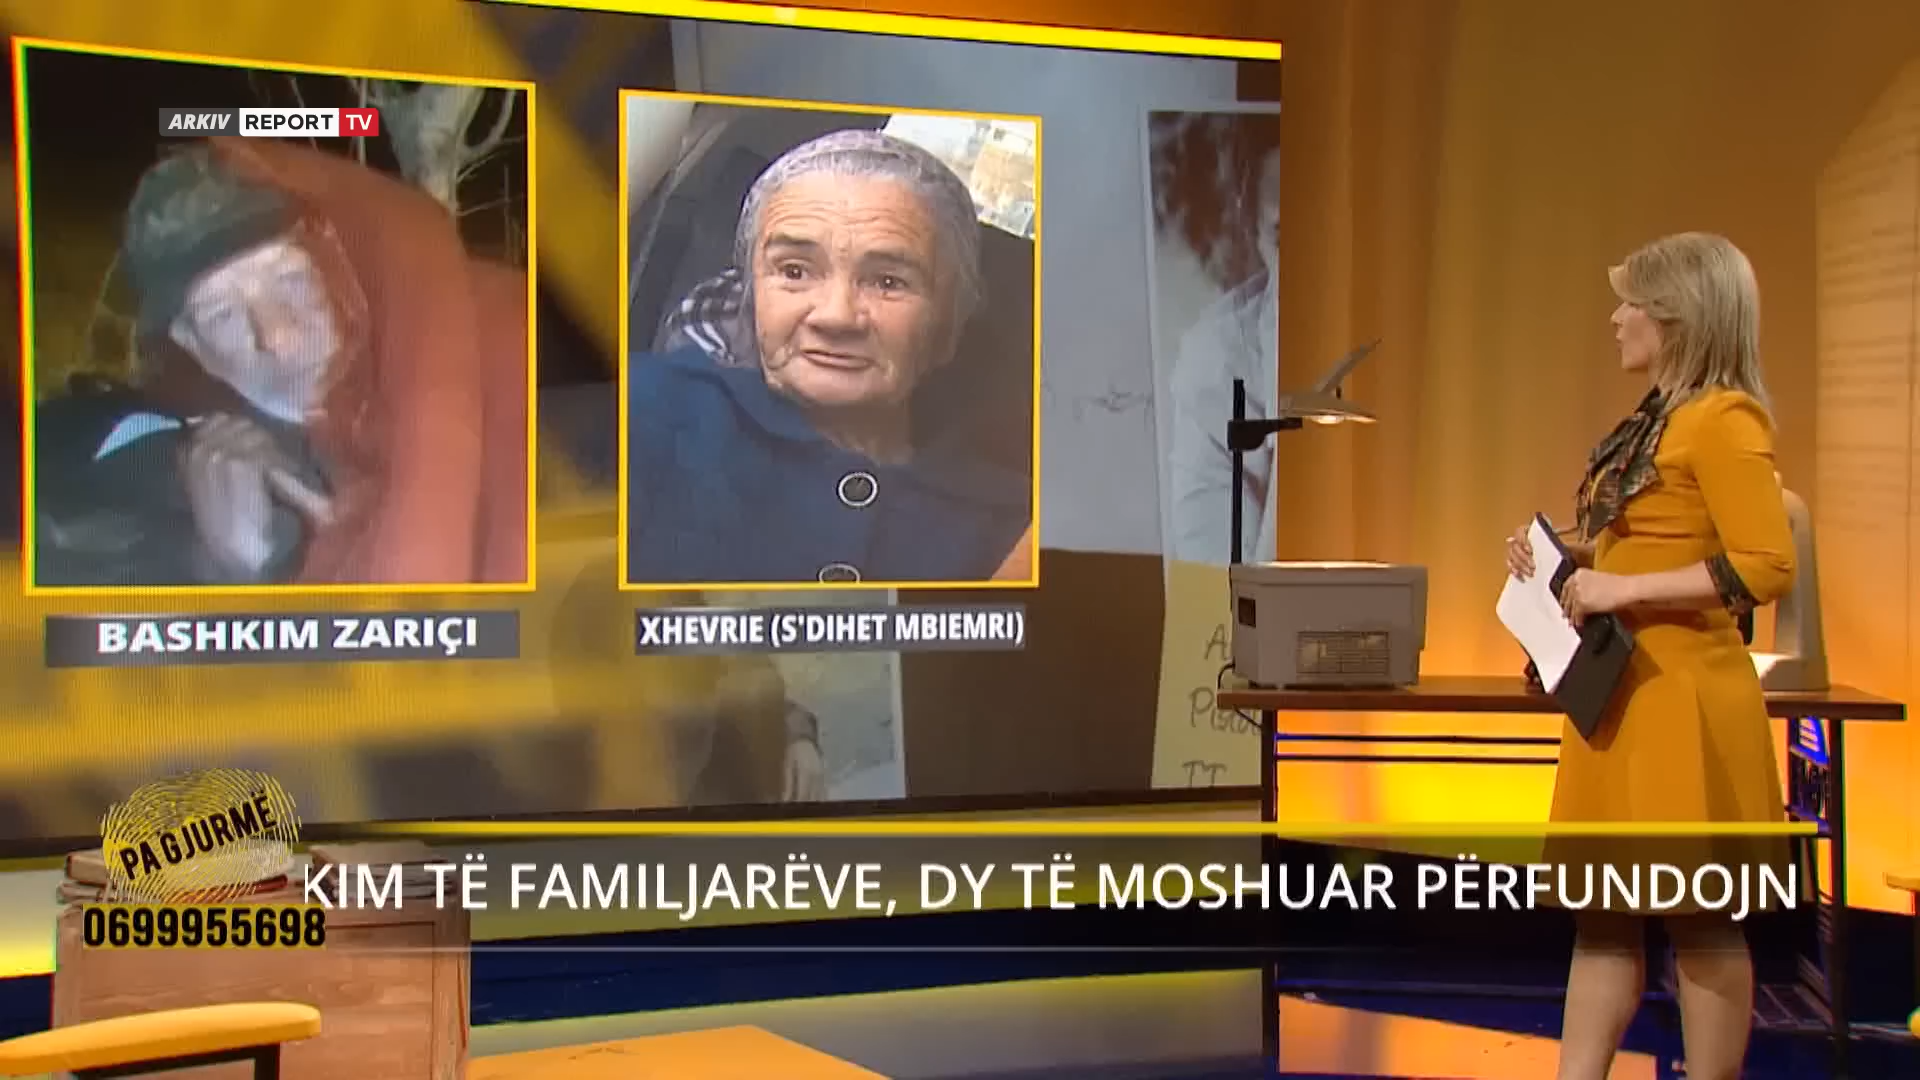 ARKIV REPORT TV
BASHKIM ZARIÇI
XHEVRIE (S'DIHET MBIEMRI)
PA GJURMË
KIM TË FAMILJARËVE, DY TË MOSHUAR PËRFUNDOJN
0699955698